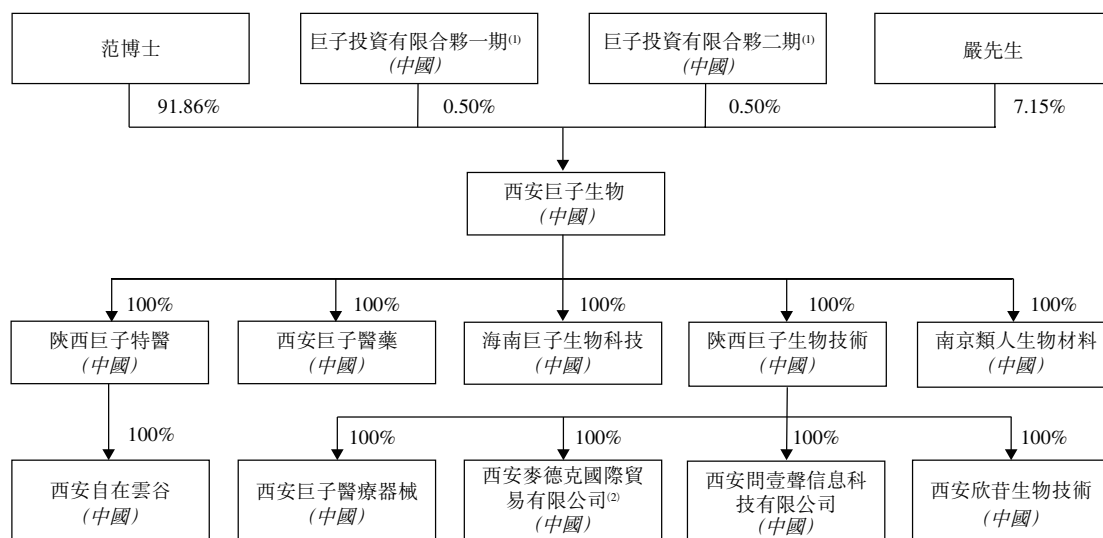 范博士
巨子投資有限合夥一期(1)
(中國)
巨子投資有限合夥二期(1)
(中國)
嚴先生
91.86%
0.50%
0.50%
7.15%
西安巨子生物
(中國)
100%
100%
100%
100%
100%
陝西巨子特醫
(中國)
西安巨子醫藥
(中國)
海南巨子生物科技
(中國)
陝西巨子生物技術
(中國)
南京類人生物材料
(中國)
100%
100%
100%
100%
100%
西安自在雲谷
(中國)
西安巨子醫療器械
(中國)
西安麥德克國際貿
易有限公司(2)
(中國)
西安問壹聲信息科
技有限公司
(中國)
西安欣苷生物技術
(中國)